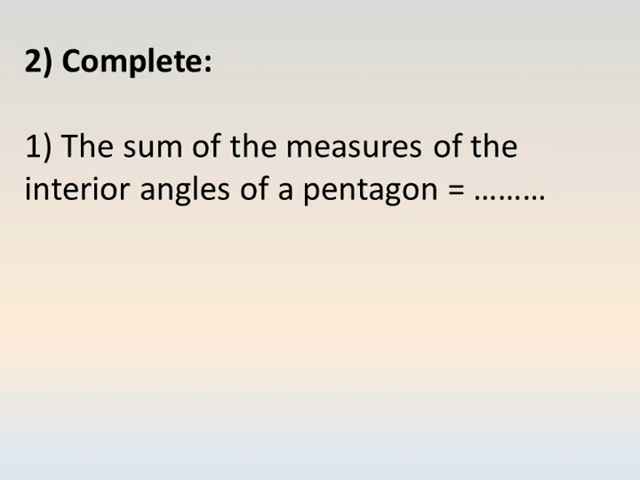 2) Complete:
1) The sum of the measures of the
interior angles of a pentagon = .........